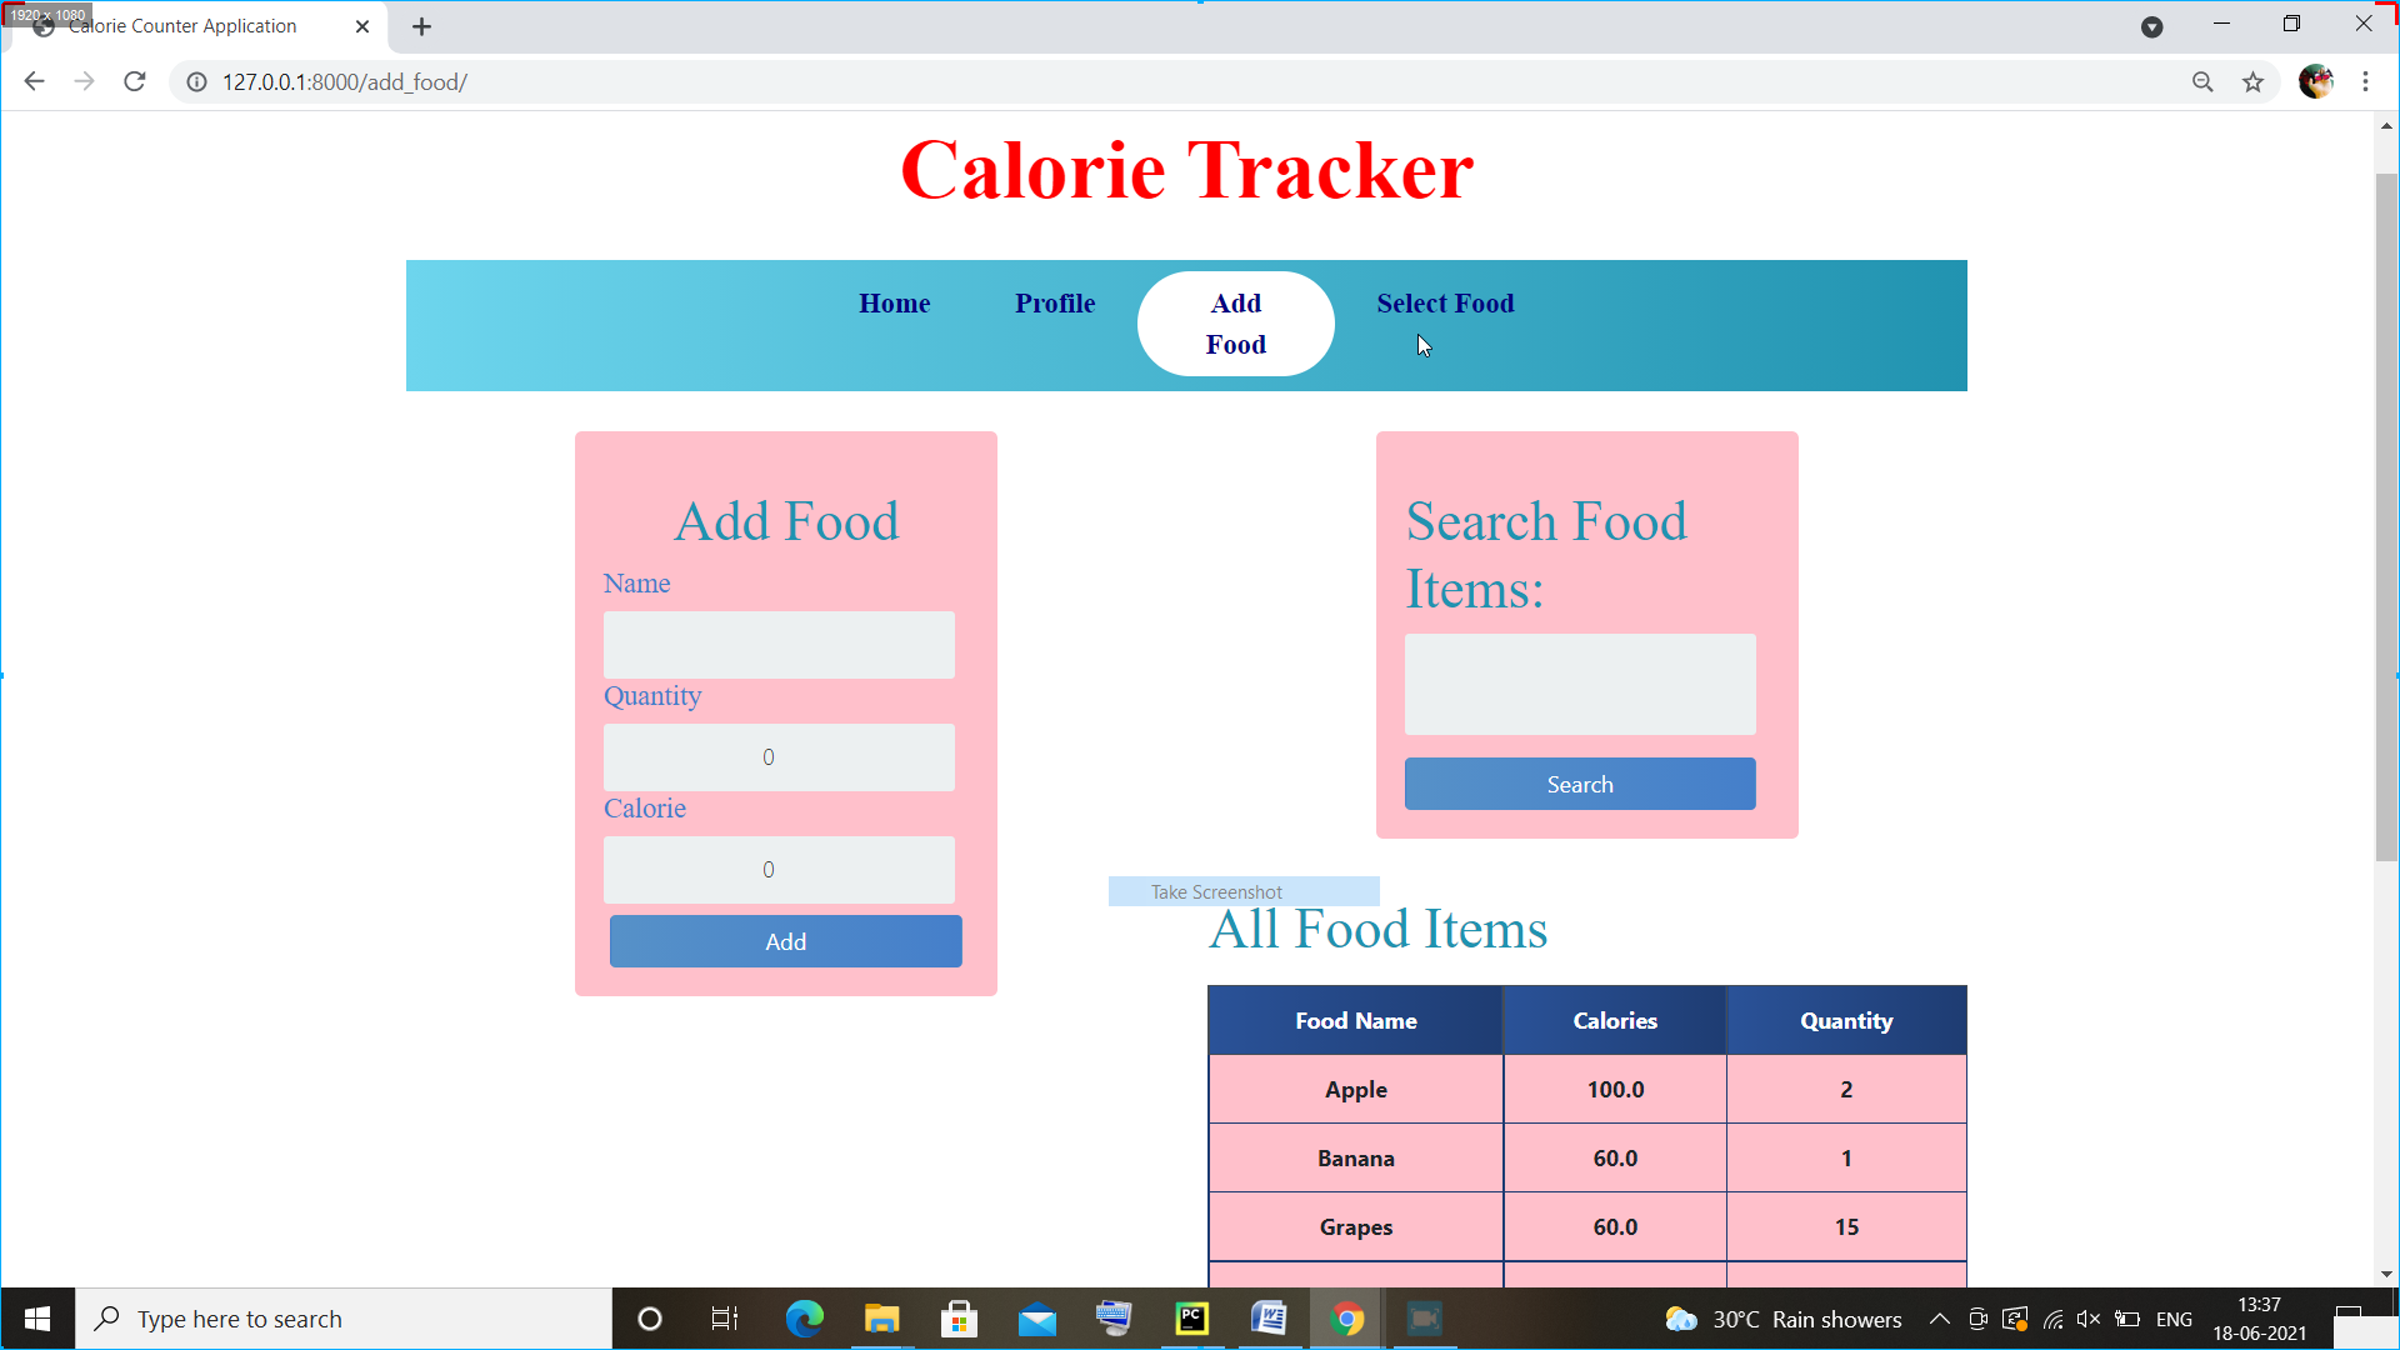 1920 x 1080
Calorie Counter Application
127.0.0.1:8000/add_food/
Calorie Tracker
Home
Profile
Add
Food
Select Food
Add Food
Name
Quantity
0
Calorie
0
Add
Search Food
Items:
Search
Take Screenshot
All Food Items
Food Name Calories Quantity
Apple 100.0 2
Banana 60.0 1
Grapes 60.0 15
Type here to search
PC
W
30°C Rain showers
ENG
13:37
18-06-2021